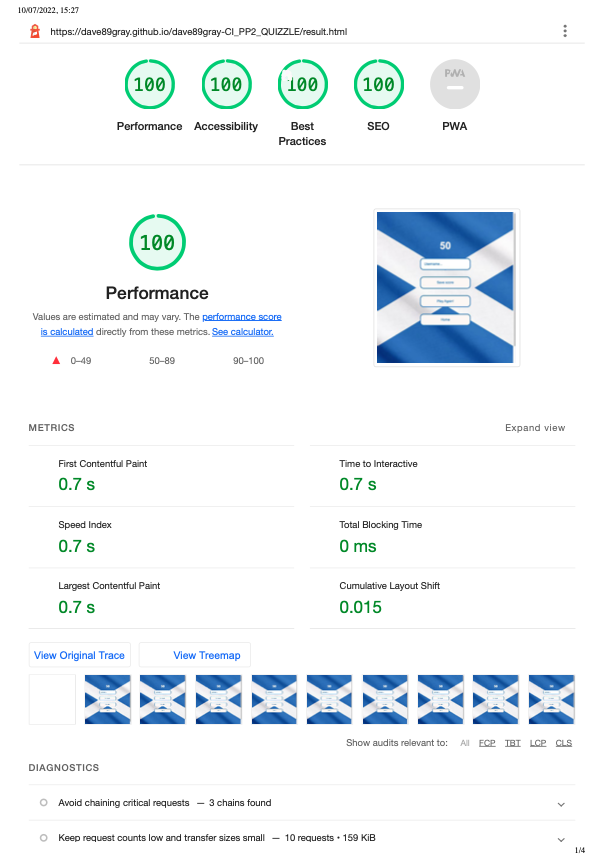 10/07/2022, 15:27
https://dave89gray.github.io/dave89gray-CI_PP2_QUIZZLE/result.html
100 100 100 100 PWA
Performance Accessibility Best Practices SEO PWA
100
50
Performance
Values are estimated and may vary. The performance score
is calculated directly from these metrics. See calculator.
0–49 50–89 90–100
Save score
Play Again!
Home
METRICS Expand view
First Contentful Paint Time to Interactive
0.7 s 0.7 s
Speed Index Total Blocking Time
0.7 s 0 ms
Largest Contentful Paint Cumulative Layout Shift
0.7 s 0.015
View Original Trace View Treemap
Show audits relevant to: All FCP TBT LCP CLS
DIAGNOSTICS
Avoid chaining critical requests — 3 chains found
Keep request counts low and transfer sizes small — 10 requests • 159 KiB
1/4